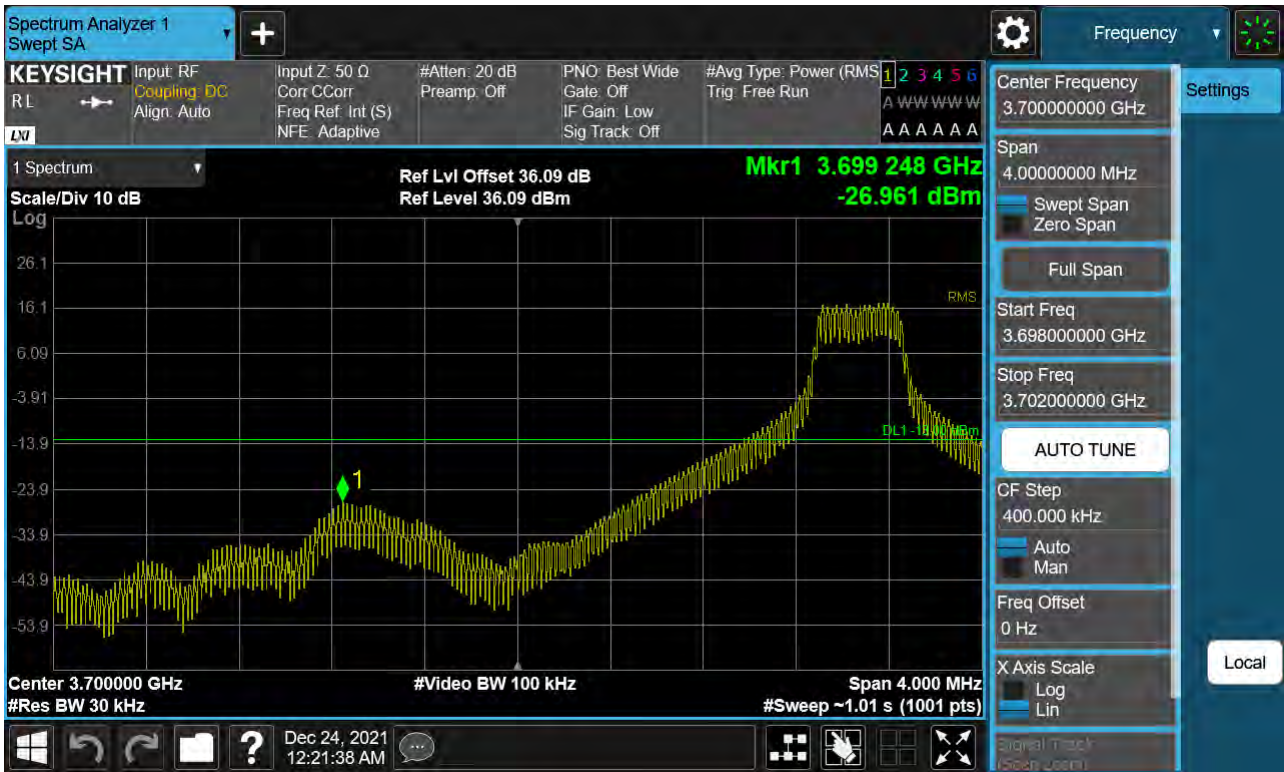 Spectrum Analyzer 1
Swept SA
Frequency
KEYSIGHT
R L
LXI
Input: RF
Coupling: DC
Align: Auto
Input Z: 50 Ω
Corr CCorr
Freq Ref: Int (S)
NFE: Adaptive
#Atten: 20 dB
Preamp: Off
PNO: Best Wide
Gate: Off
IF Gain: Low
Sig Track: Off
#Avg Type: Power (RMS
Trig: Free Run
1 2 3 4 5 6
A W W W W W
A A A A A A
1 Spectrum
Scale/Div 10 dB
Log
Ref Lvl Offset 36.09 dB
Ref Level 36.09 dBm
Mkr1 3.699 248 GHz
-26.961 dBm
26.1
16.1
6.09
-3.91
-13.9
-23.9
-33.9
-43.9
-53.9
RMS
1
Center 3.700000 GHz
#Res BW 30 kHz
#Video BW 100 kHz
Span 4.000 MHz
#Sweep ~1.01 s (1001 pts)
Center Frequency
3.700000000 GHz
Span
4.00000000 MHz
Swept Span
Zero Span
Full Span
Start Freq
3.698000000 GHz
Stop Freq
3.702000000 GHz
AUTO TUNE
CF Step
400.000 kHz
Auto
Man
Freq Offset
0 Hz
X Axis Scale
Log
Lin
Signal Track
(Span Zoom)
Settings
Local
?
Dec 24, 2021
12:21:38 AM